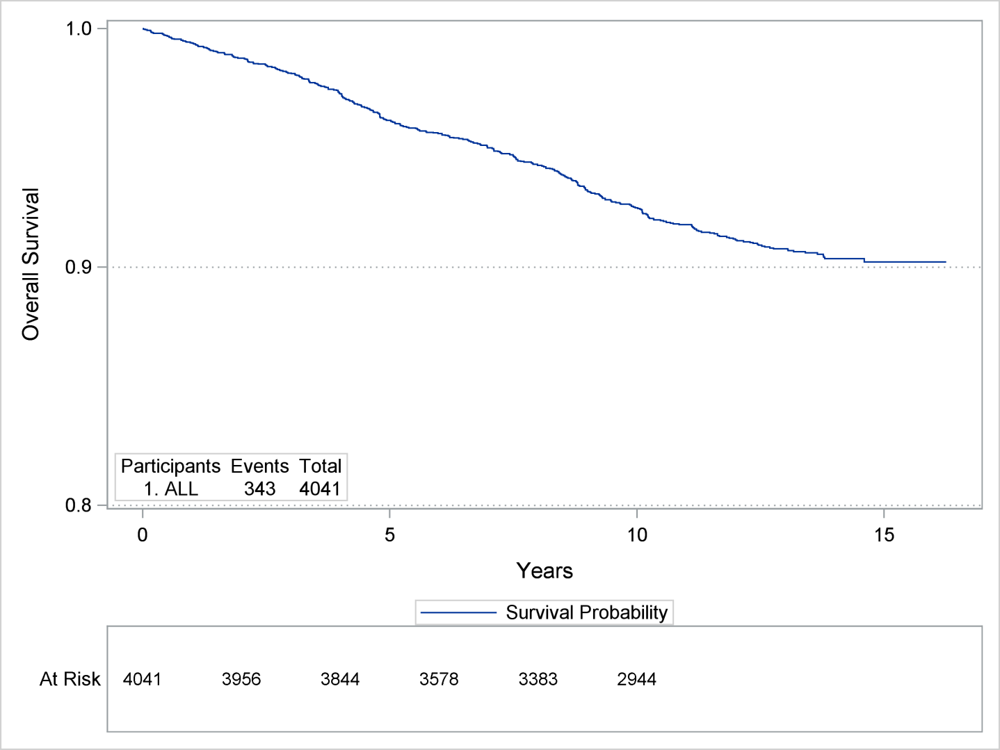 1.0
0.9
0.8
Overall Survival
Participants Events Total
1. ALL 343 4041
0 5 10 15
Years
Survival Probability
At Risk 4041 3956 3844 3578 3383 2944